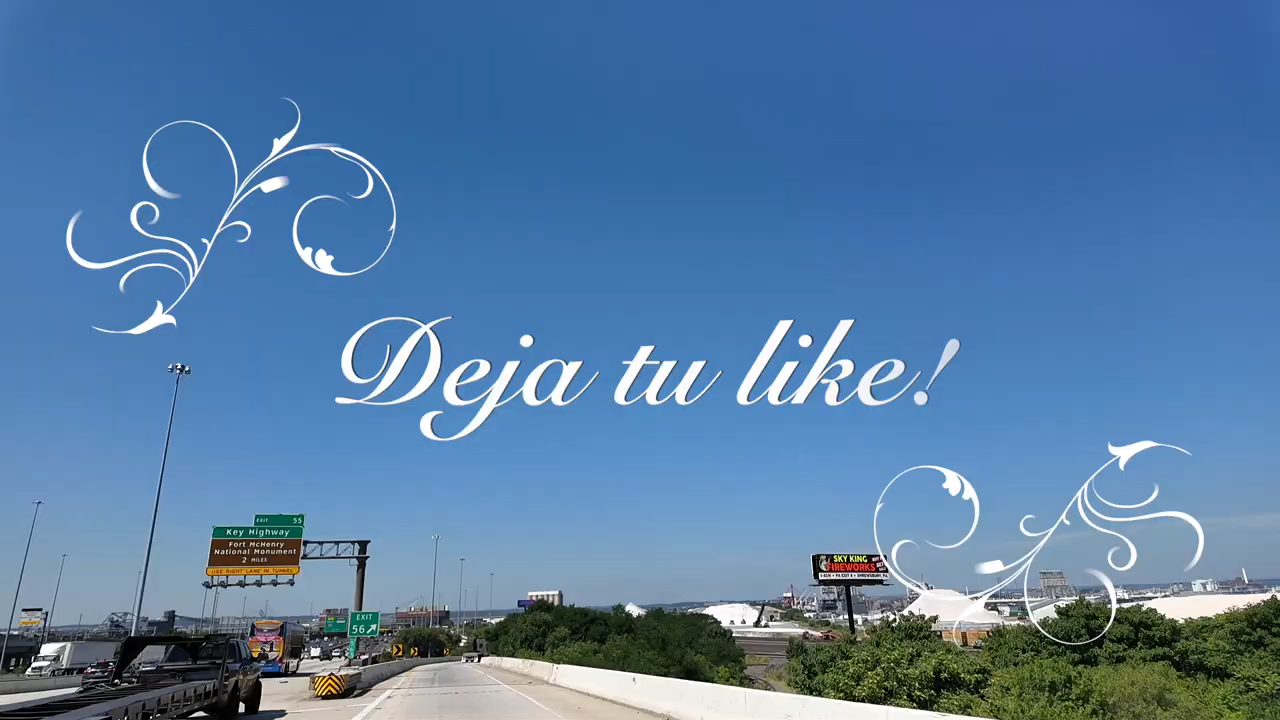 Deja tu like!
EXIT 55
Key Highway
Fort McHenry
National Monument
2 MILES
USE RIGHT LANE IN TUNNEL
EXIT
56
SKY KING
FIREWORKS